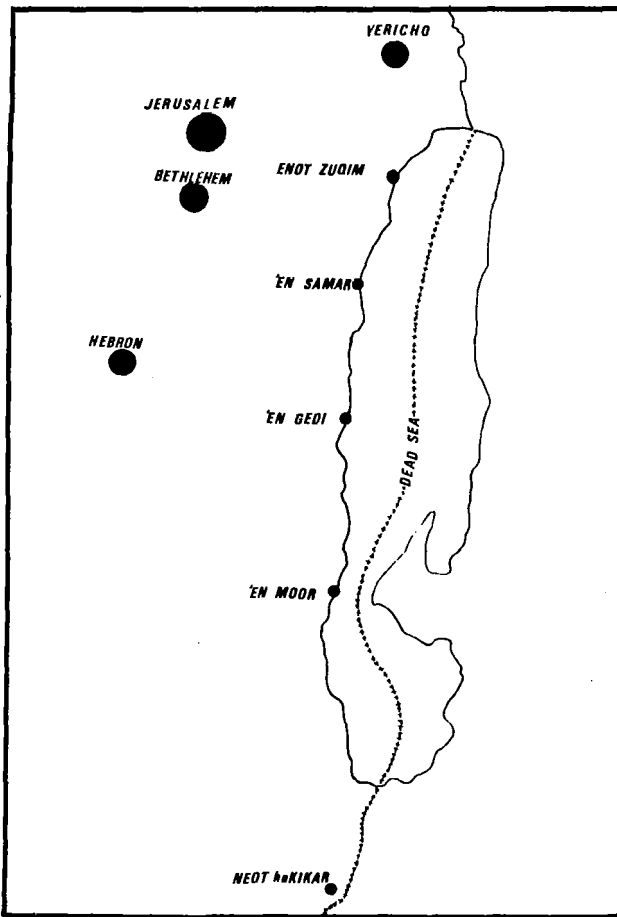 YERICHO
JERUSALEM
BETHLEHEM
ENOT ZUQIM
'EN SAMAR
HEBRON
'EN GEDI
DEAD SEA
'EN MOOR
NEOT haKIKAR